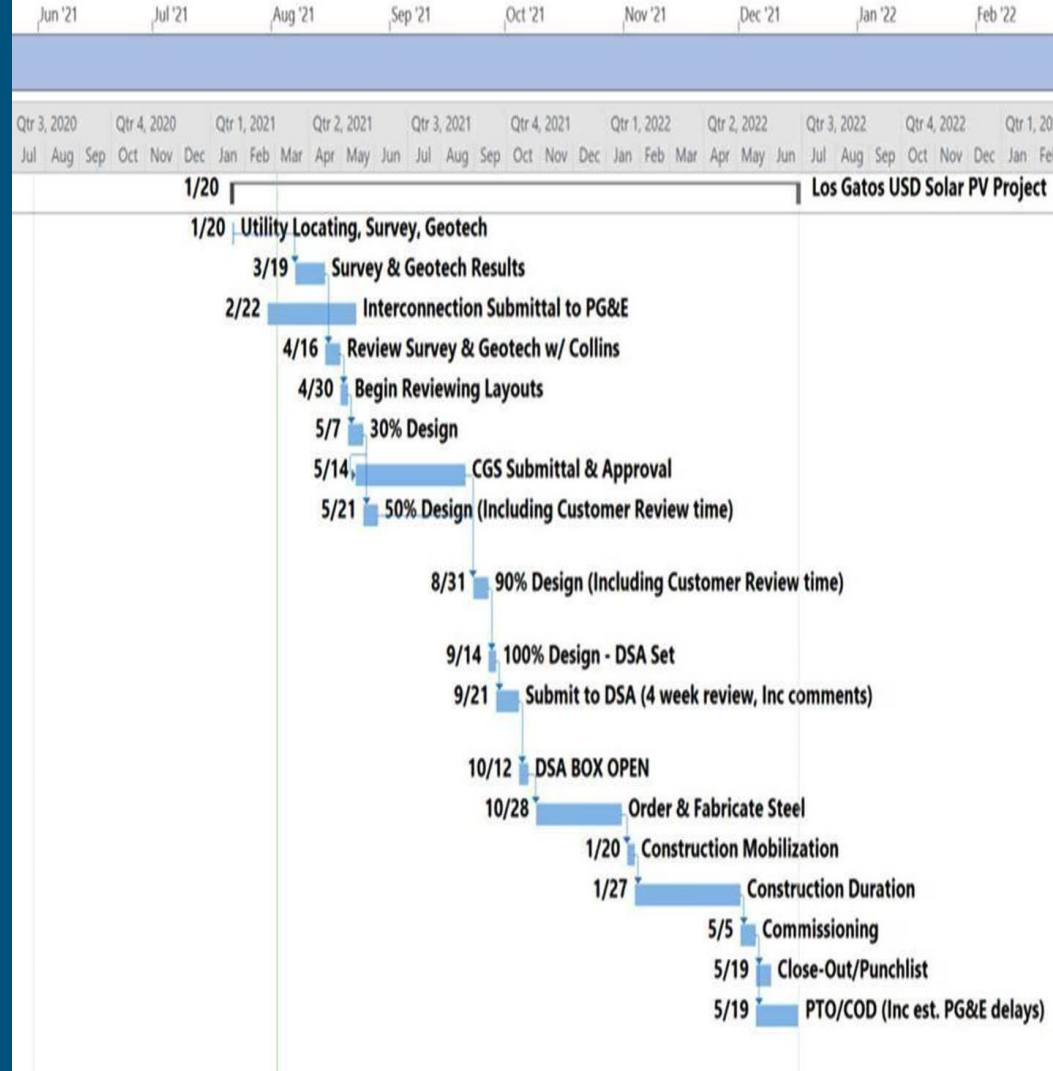 Jun '21 Jul '21 Aug '21 Sep '21 Oct '21 Nov '21 Dec '21 Jan '22 Feb '22
Qtr 3, 2020 Qtr 4, 2020 Qtr 1, 2021 Qtr 2, 2021 Qtr 3, 2021 Qtr 4, 2021 Qtr 1, 2022 Qtr 2, 2022 Qtr 3, 2022 Qtr 4, 2022 Qtr 1, 20
Jul Aug Sep Oct Nov Dec Jan Feb Mar Apr May Jun Jul Aug Sep Oct Nov Dec Jan Feb Mar Apr May Jun Jul Aug Sep Oct Nov Dec Jan Fe
1/20 Los Gatos USD Solar PV Project
1/20 Utility Locating, Survey, Geotech
3/19 Survey & Geotech Results
2/22 Interconnection Submittal to PG&E
4/16 Review Survey & Geotech w/ Collins
4/30 Begin Reviewing Layouts
5/7 30% Design
5/14 CGS Submittal & Approval
5/21 50% Design (Including Customer Review time)
8/31 90% Design (Including Customer Review time)
9/14 100% Design - DSA Set
9/21 Submit to DSA (4 week review, Inc comments)
10/12 DSA BOX OPEN
10/28 Order & Fabricate Steel
1/20 Construction Mobilization
1/27 Construction Duration
5/5 Commissioning
5/19 Close-Out/Punchlist
5/19 PTO/COD (Inc est. PG&E delays)